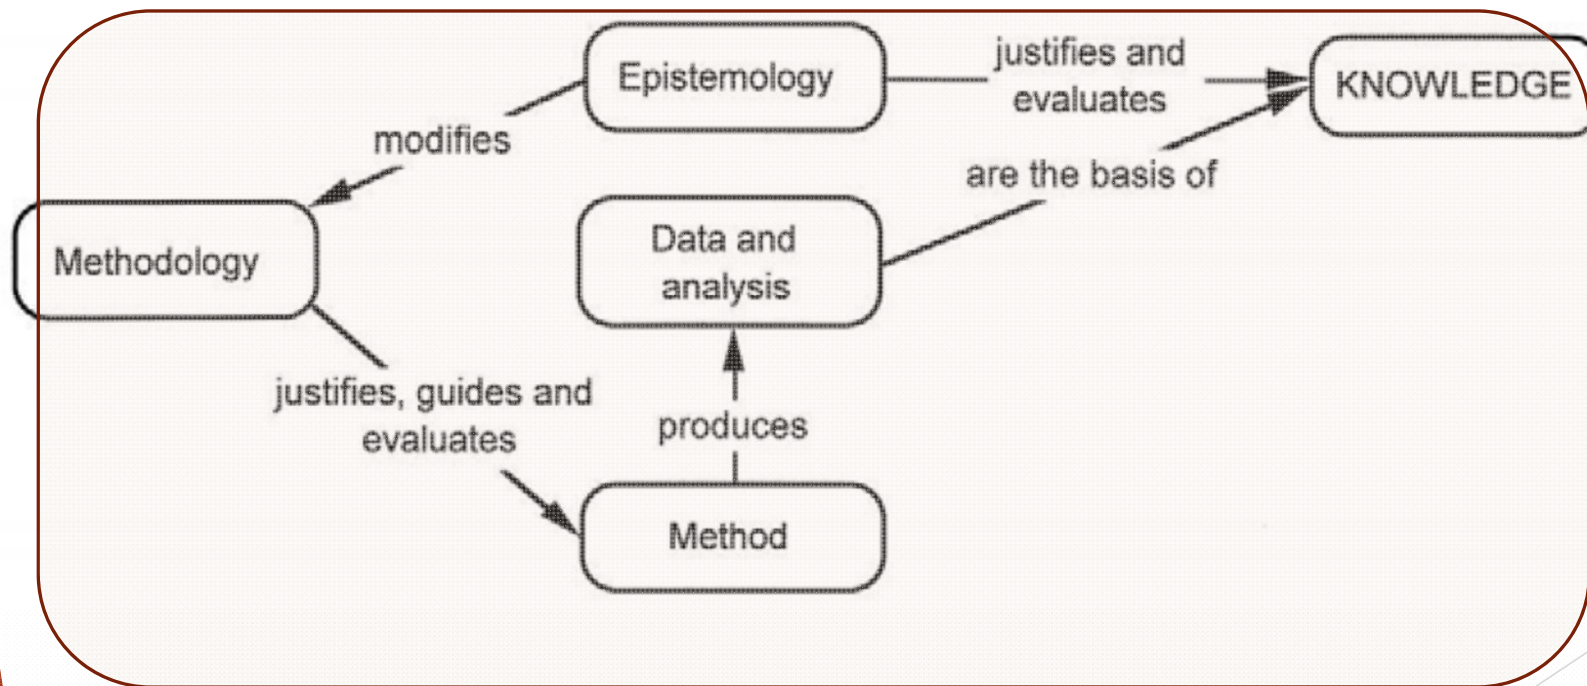 Epistemology
justifies and
evaluates
KNOWLEDGE
modifies
are the basis of
Methodology
Data and
analysis
justifies, guides and
evaluates
produces
Method